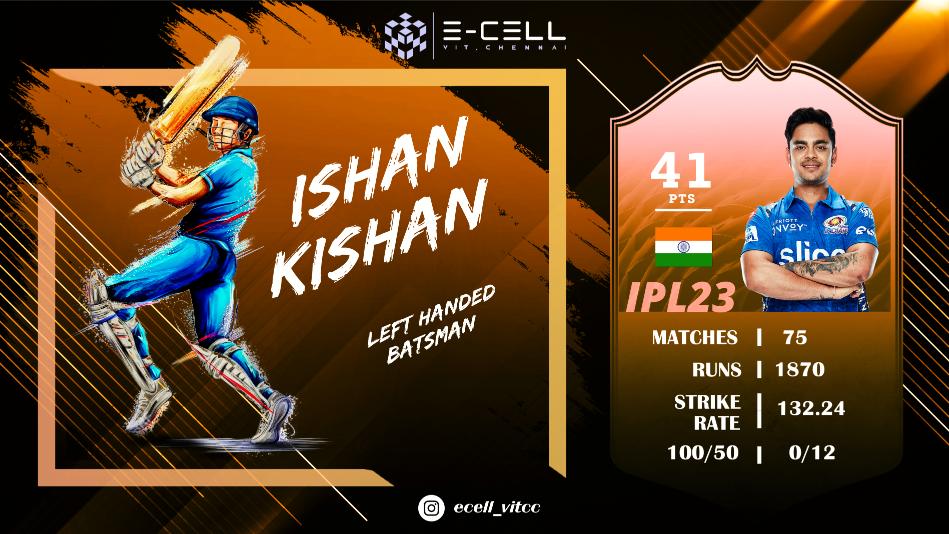 E-CELL
VIT, CHENNAI
ISHAN
KISHAN
LEFT HANDED
BATSMAN
41
PTS
IPL23
slice
MATCHES | 75
RUNS | 1870
STRIKE
RATE | 132.24
100/50 | 0/12
ecell_vitcc